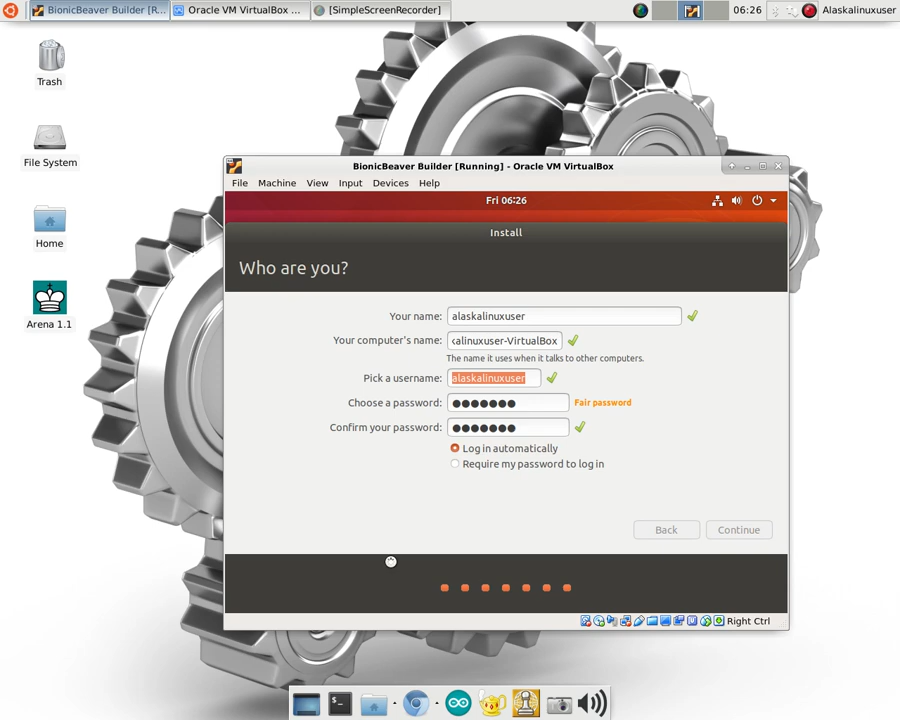 BionicBeaver Builder [R...
Oracle VM VirtualBox ...
[SimpleScreenRecorder]
06:26
Alaskalinuxuser
Trash
File System
Home
Arena 1.1
BionicBeaver Builder [Running] - Oracle VM VirtualBox
File Machine View Input Devices Help
Fri 06:26
Install
Who are you?
Your name: alaskalinuxuser
Your computer's name: kalinuxuser-VirtualBox
The name it uses when it talks to other computers.
Pick a username: alaskalinuxuser
Choose a password: ●●●●●●● Fair password
Confirm your password: ●●●●●●●
Log in automatically
Require my password to log in
Back Continue
Right Ctrl